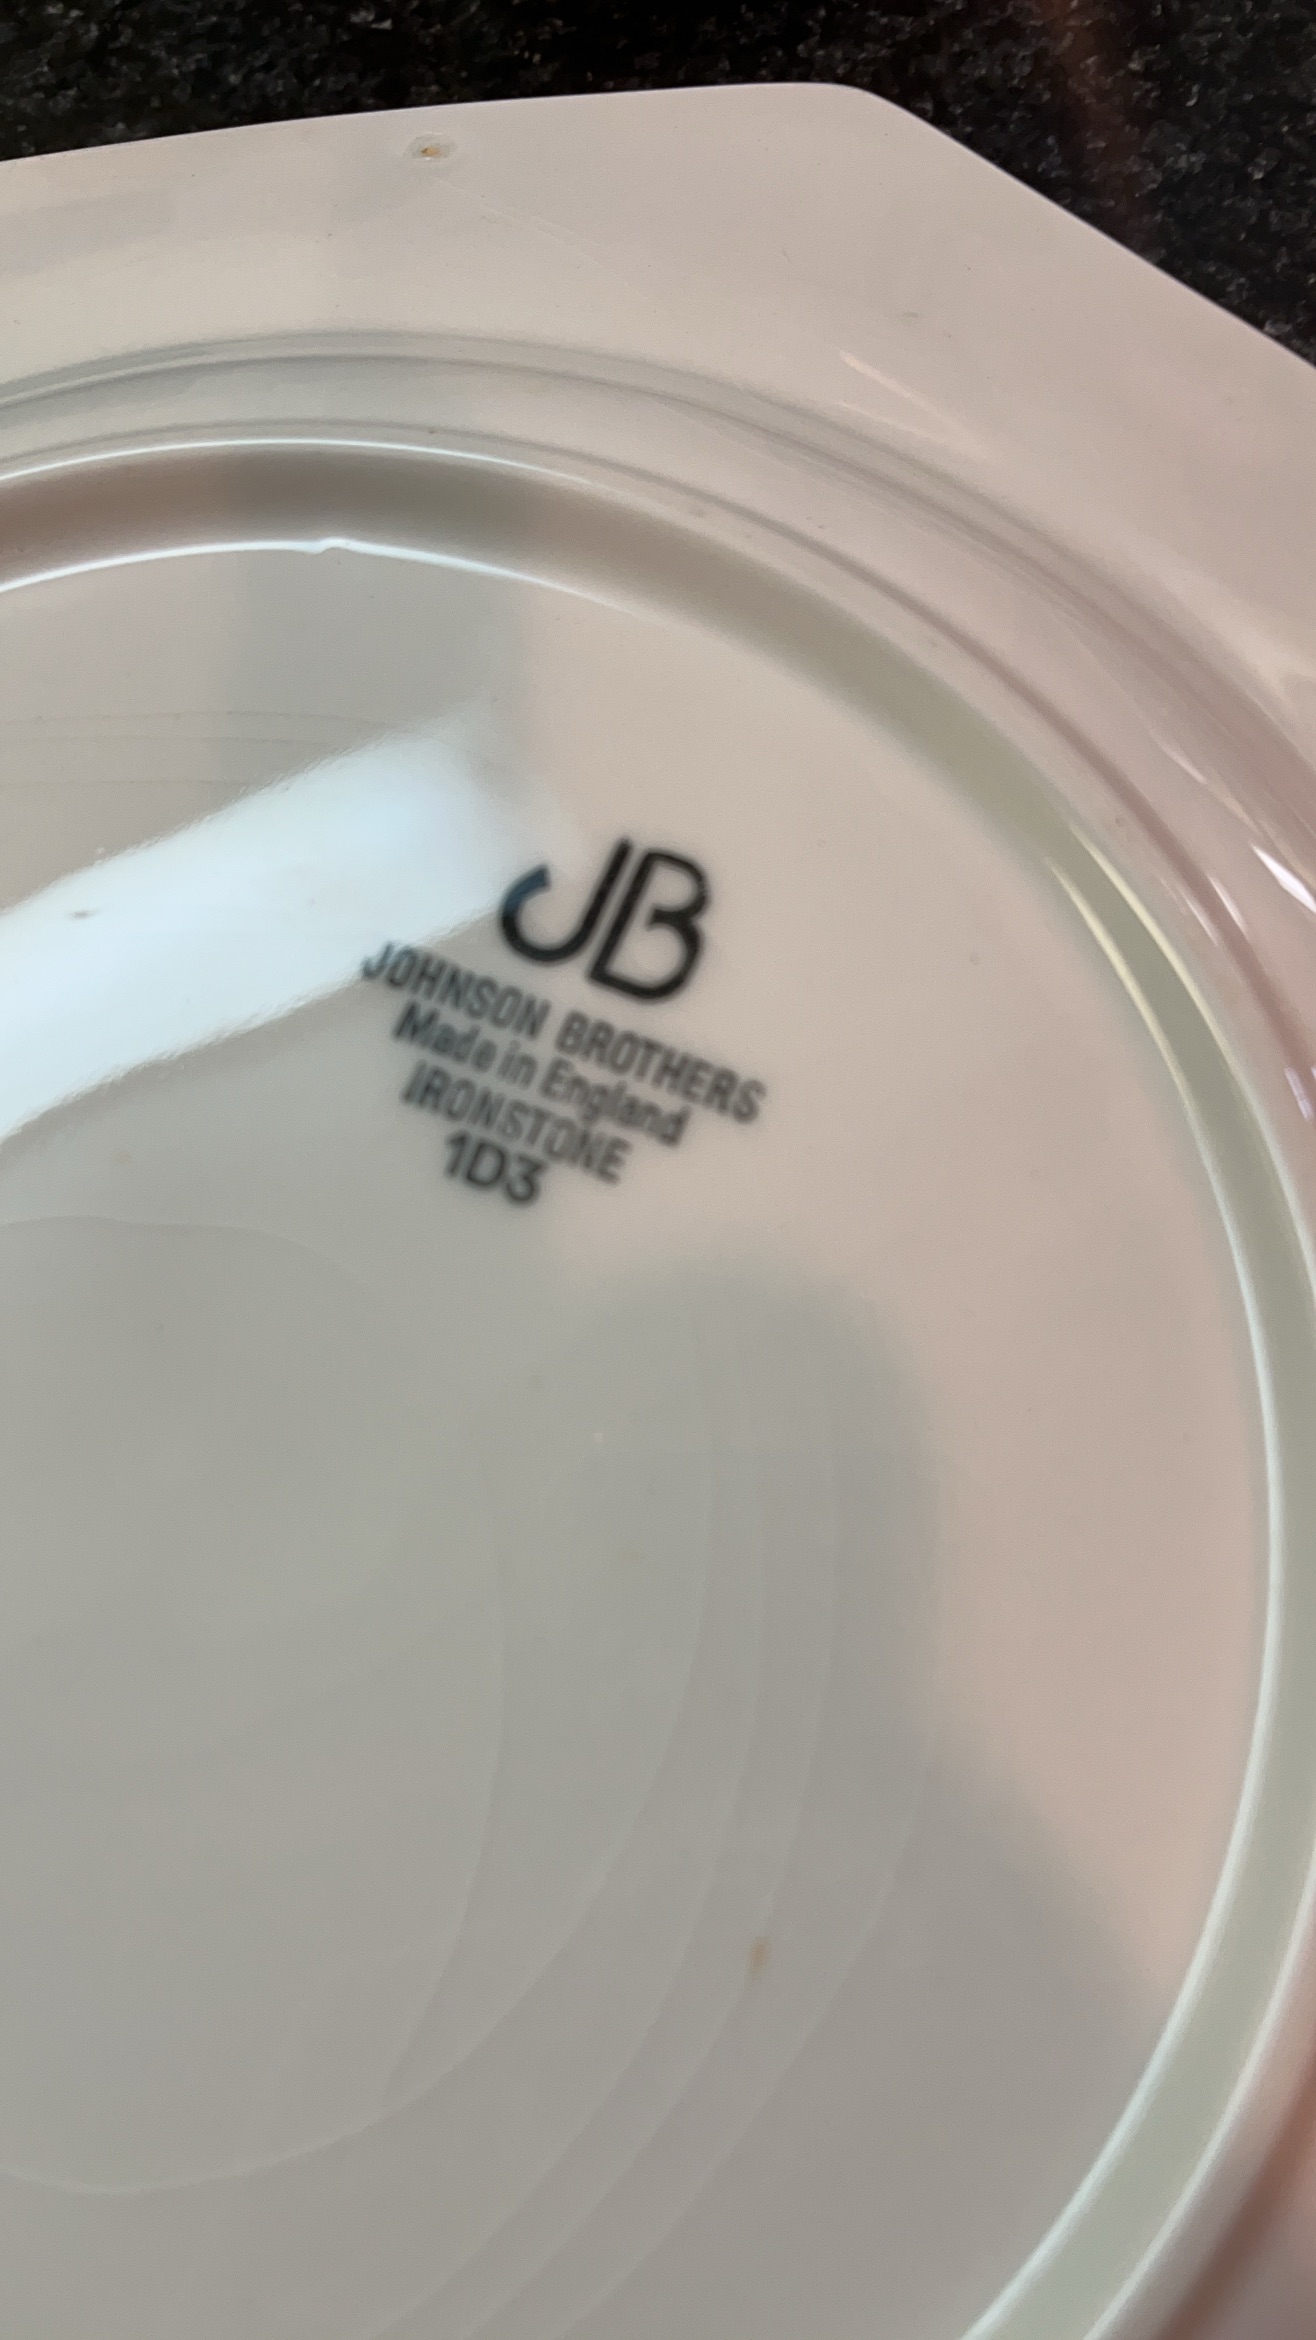 JB
JOHNSON BROTHERS
Made in England
IRONSTONE
1D3